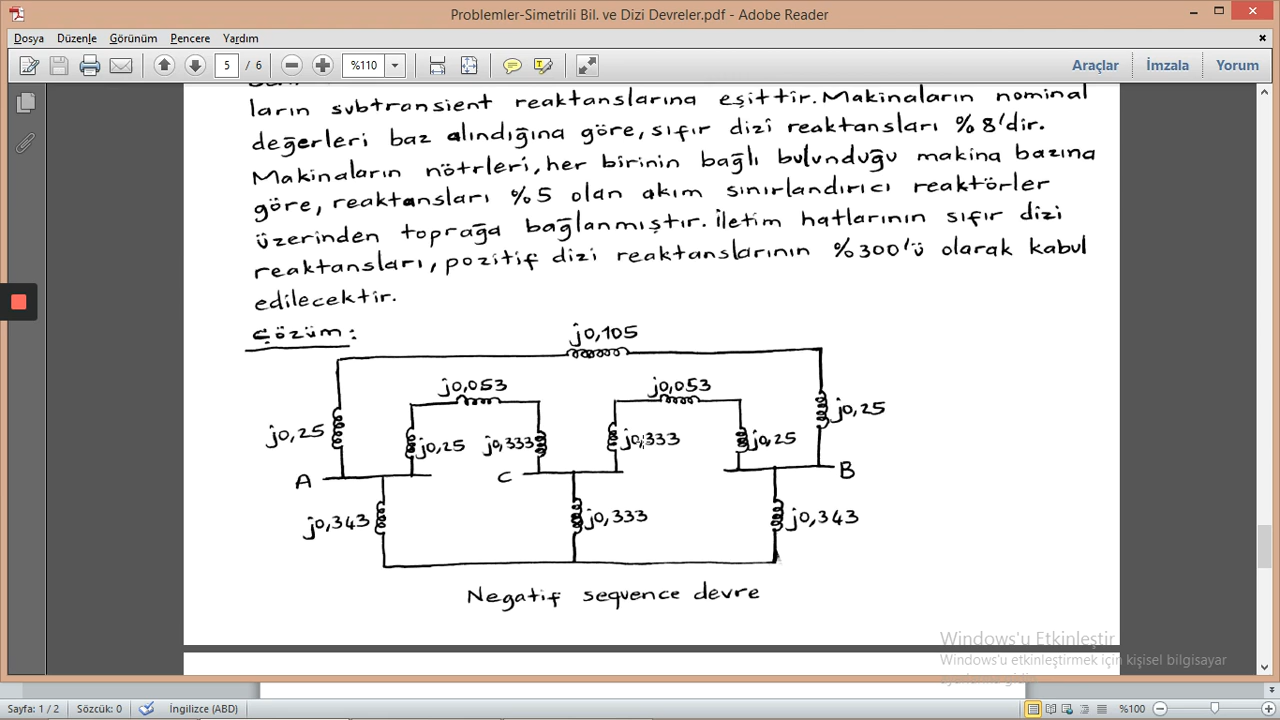 Problemler-Simetrili Bil. ve Dizi Devreler.pdf - Adobe Reader
Dosya Düzenle Görünüm Pencere Yardım
5 / 6 %110 Araçlar İmzala Yorum
ların subtransient reaktanslarına eşittir. Makinaların nominal
değerleri baz alındığına göre, sıfır dizi reaktansları %8'dir.
Makinaların nötrleri, her birinin bağlı bulunduğu makina bazına
göre, reaktansları %5 olan akım sınırlandırıcı reaktörler
üzerinden toprağa bağlanmıştır. İletim hatlarının sıfır dizi
reaktansları, pozitif dizi reaktanslarının %300'ü olarak kabul
edilecektir.
Çözüm:
j0,105
j0,053 j0,053
j0,25 j0,25 j0,333 j0,333 j0,25 j0,25
A C B
j0,343 j0,333 j0,343
Negatif sequence devre
Windows'u Etkinleştir
Windows'u etkinleştirmek için kişisel bilgisayar
Sayfa: 1 / 2 Sözcük: 0 İngilizce (ABD) %100